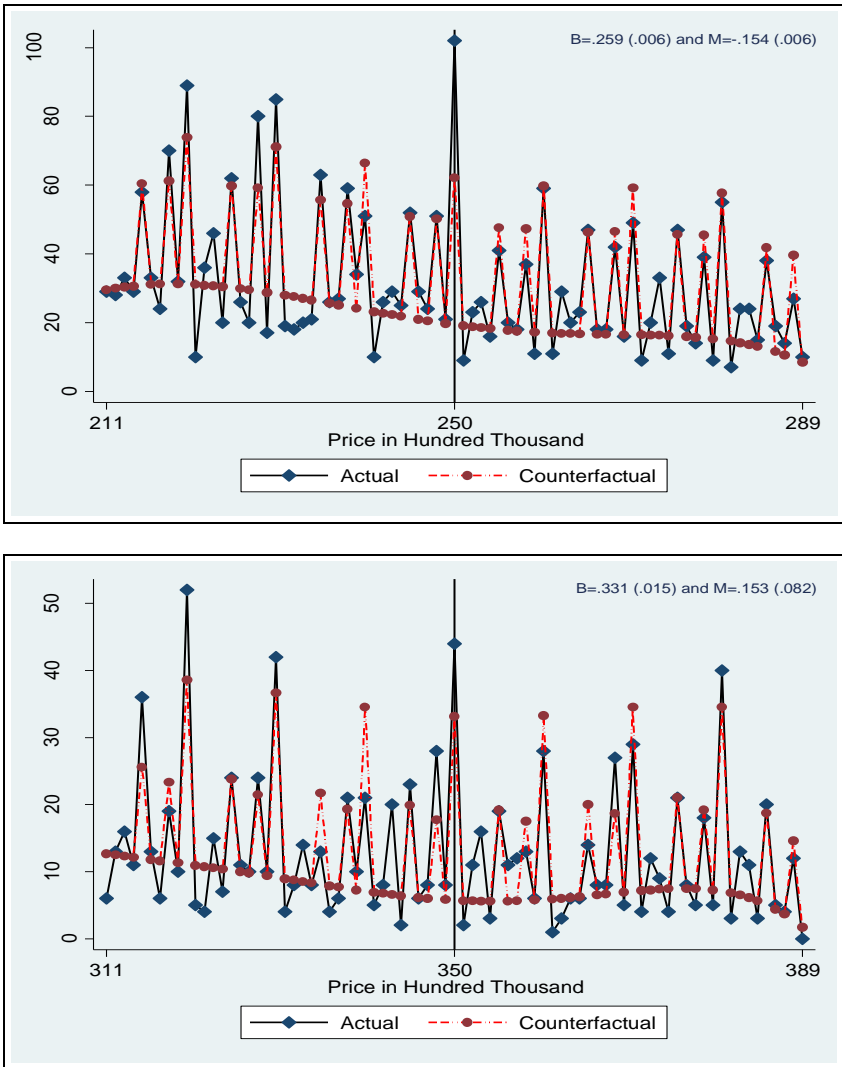 B=.259 (.006) and M=-.154 (.006)
100
80
60
40
20
0
211
250
289
Price in Hundred Thousand
Actual
Counterfactual
B=.331 (.015) and M=.153 (.082)
50
40
30
20
10
0
311
350
389
Price in Hundred Thousand
Actual
Counterfactual